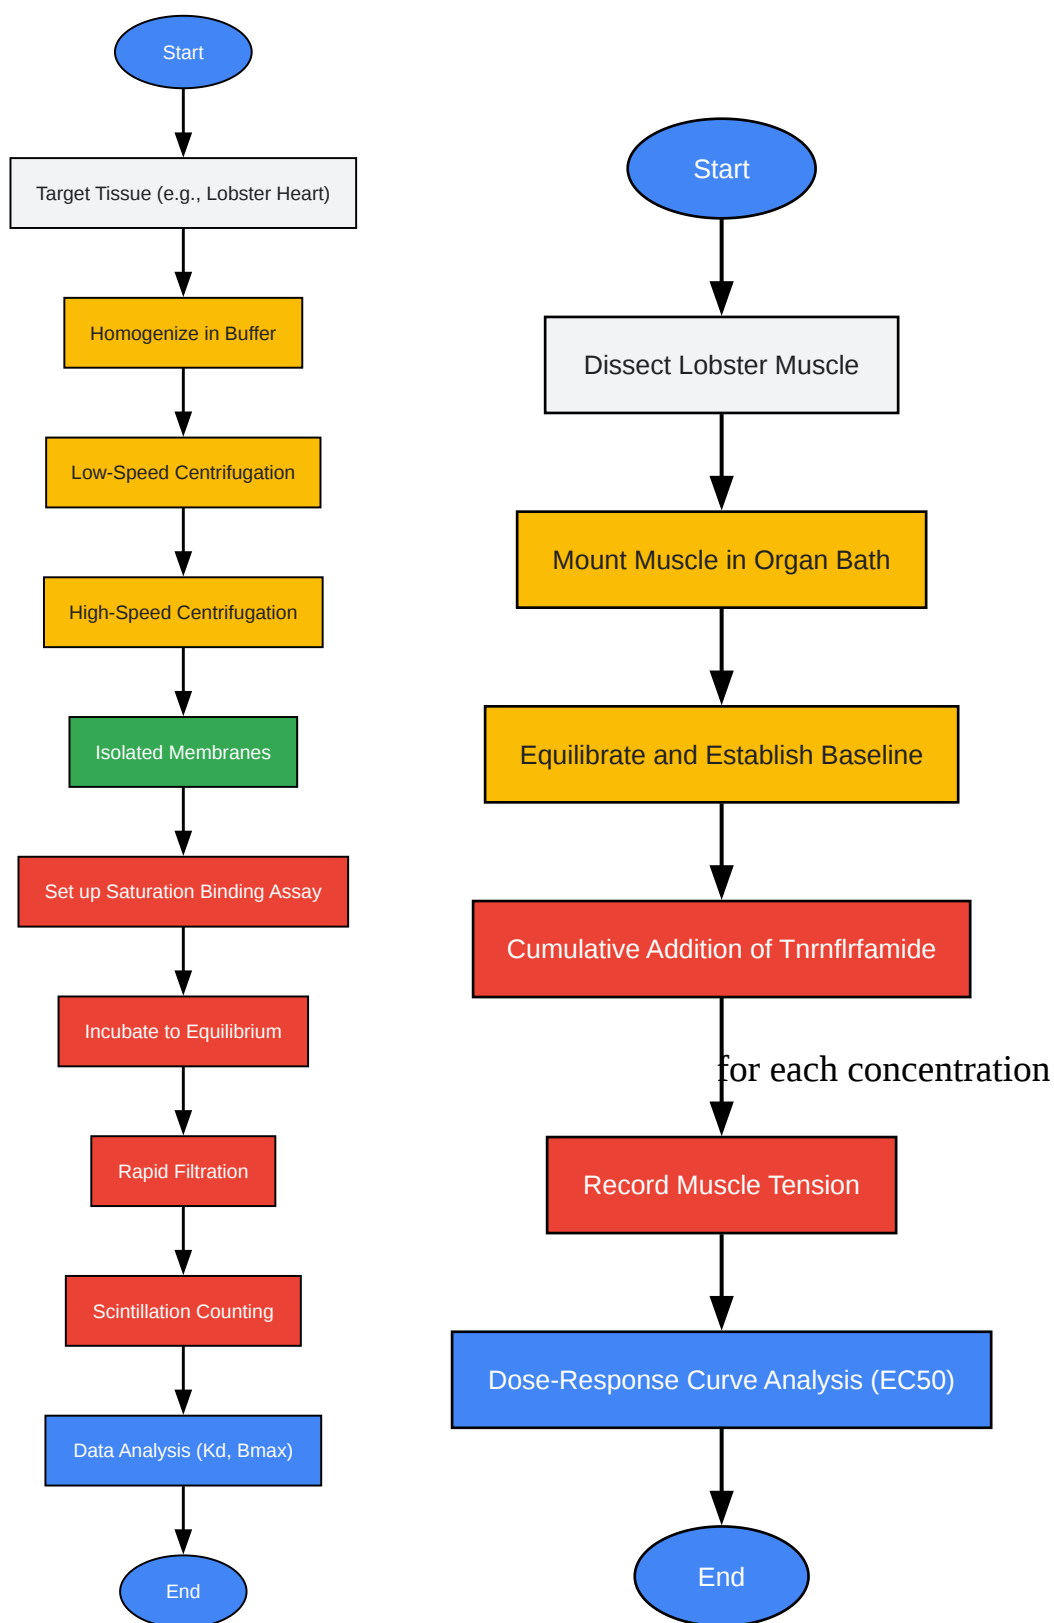 Start
Target Tissue (e.g., Lobster Heart)
Homogenize in Buffer
Low-Speed Centrifugation
High-Speed Centrifugation
Isolated Membranes
Set up Saturation Binding Assay
Incubate to Equilibrium
Rapid Filtration
Scintillation Counting
Data Analysis (Kd, Bmax)
End
Start
Dissect Lobster Muscle
Mount Muscle in Organ Bath
Equilibrate and Establish Baseline
Cumulative Addition of Tnrnflrfamide
for each concentration
Record Muscle Tension
Dose-Response Curve Analysis (EC50)
End